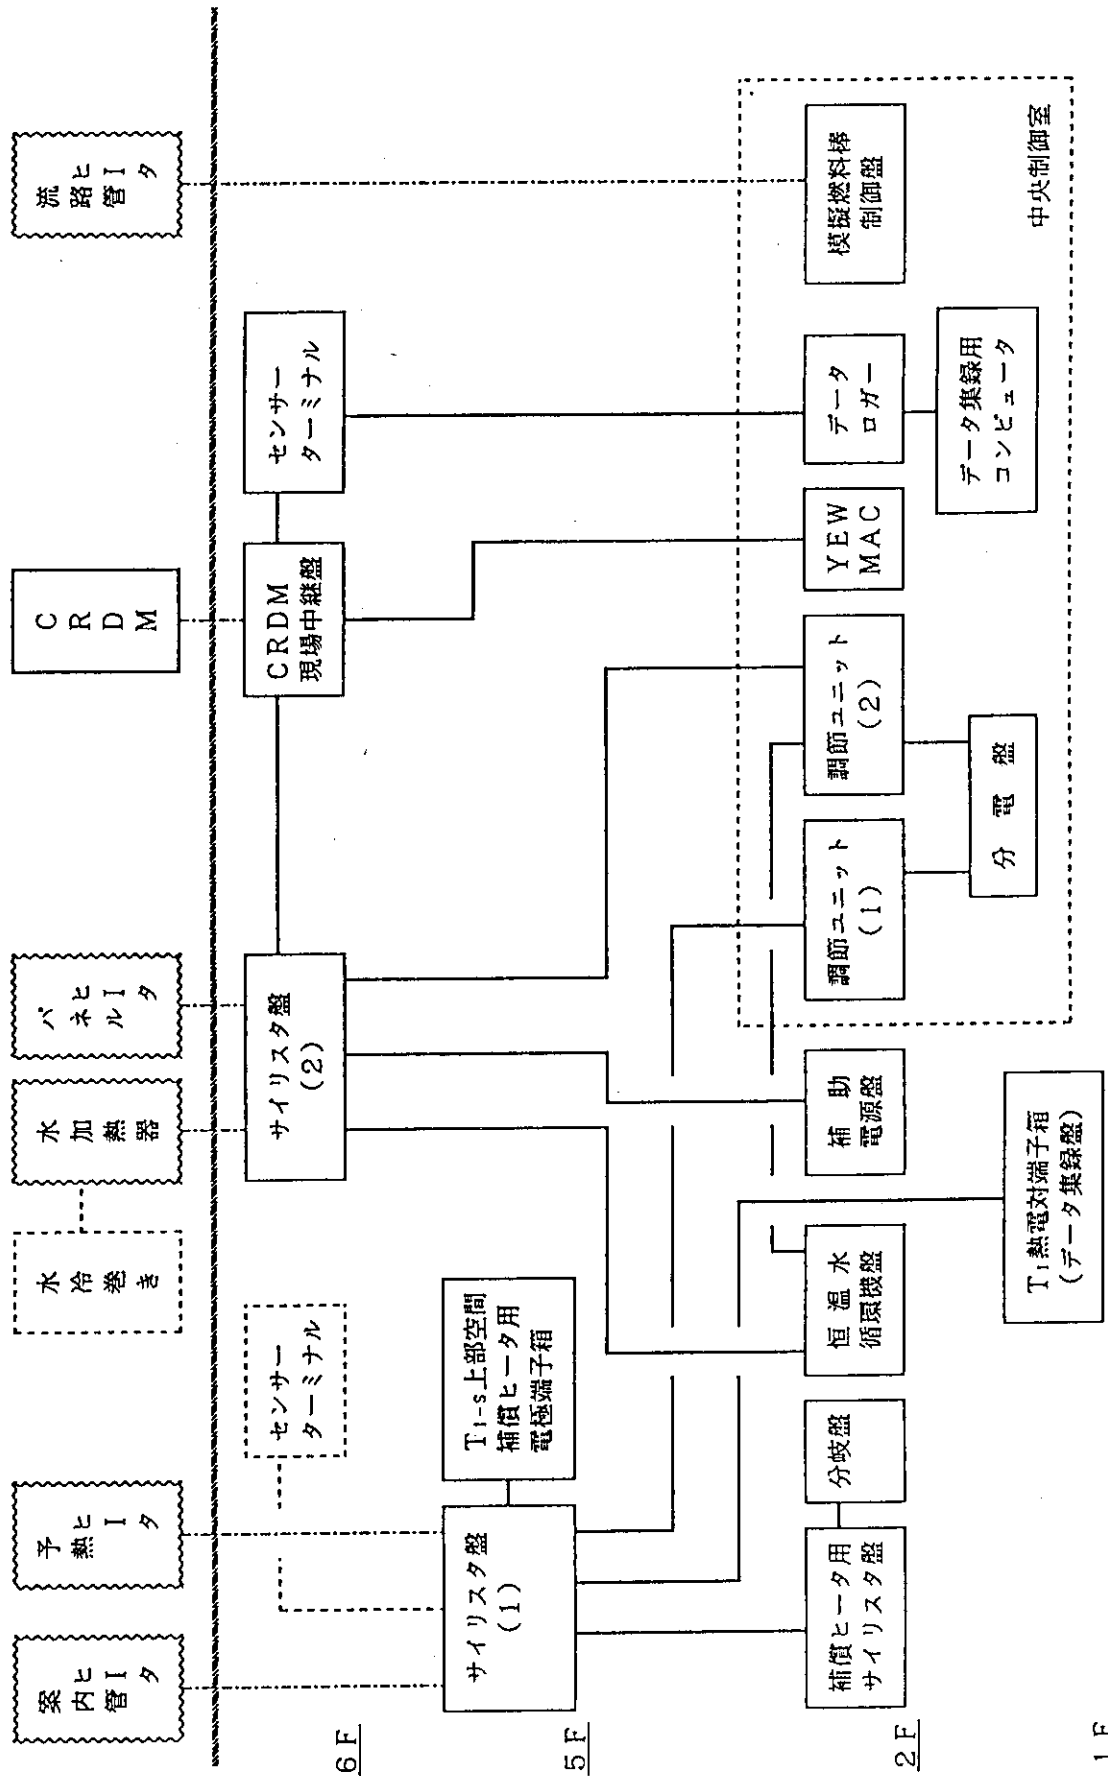 案内管
ヒータ
予熱
ヒータ
水冷巻き
水加熱器
パネル
ヒータ
CRDM
流路管
ヒータ
6F
センサー
ターミナル
サイリスタ盤
(2)
CRDM
現場中継盤
センサー
ターミナル
5F
サイリスタ盤
(1)
T1-s上部空間
補償ヒータ用
電極端子箱
2F
補償ヒータ用
サイリスタ盤
分岐盤
恒温水
循環機盤
補助
電源盤
調節ユニット
(1)
調節ユニット
(2)
YEW
MAC
データ
ロガー
模擬燃料棒
制御盤
分電盤
データ集録用
コンピュータ
中央制御室
T1熱電対端子箱
(データ集録盤)
1F